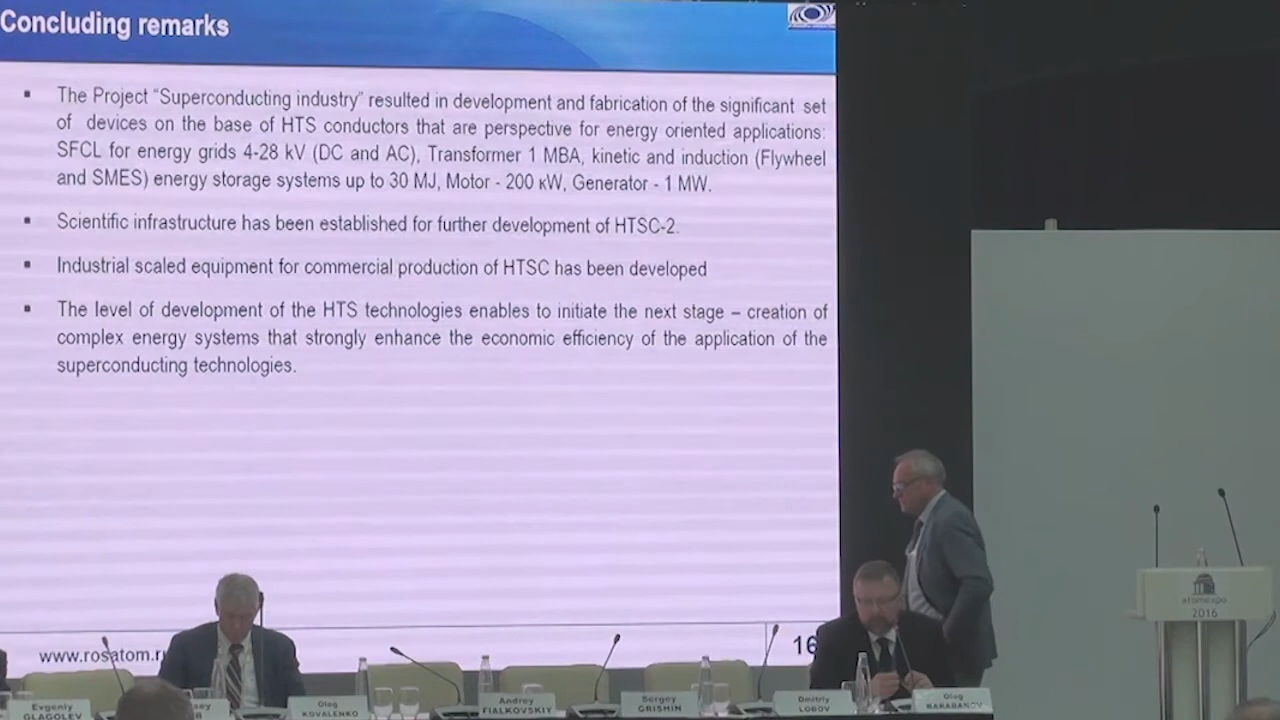 Concluding remarks
▪ The Project “Superconducting industry” resulted in development and fabrication of the significant set
of devices on the base of HTS conductors that are perspective for energy oriented applications:
SFCL for energy grids 4-28 kV (DC and AC), Transformer 1 MBA, kinetic and induction (Flywheel
and SMES) energy storage systems up to 30 MJ, Motor - 200 кW, Generator - 1 MW.
▪ Scientific infrastructure has been established for further development of HTSC-2.
▪ Industrial scaled equipment for commercial production of HTSC has been developed
▪ The level of development of the HTS technologies enables to initiate the next stage – creation of
complex energy systems that strongly enhance the economic efficiency of the application of the
superconducting technologies.
www.rosatom.r
16
atomexpo
2016
Evgeniy
GLAGOLEV
Oleg
KOVALENKO
Andrey
FIALKOVSKIY
Sergey
GRISHIN
Dmitriy
LOBOV
Oleg
BARABANOV